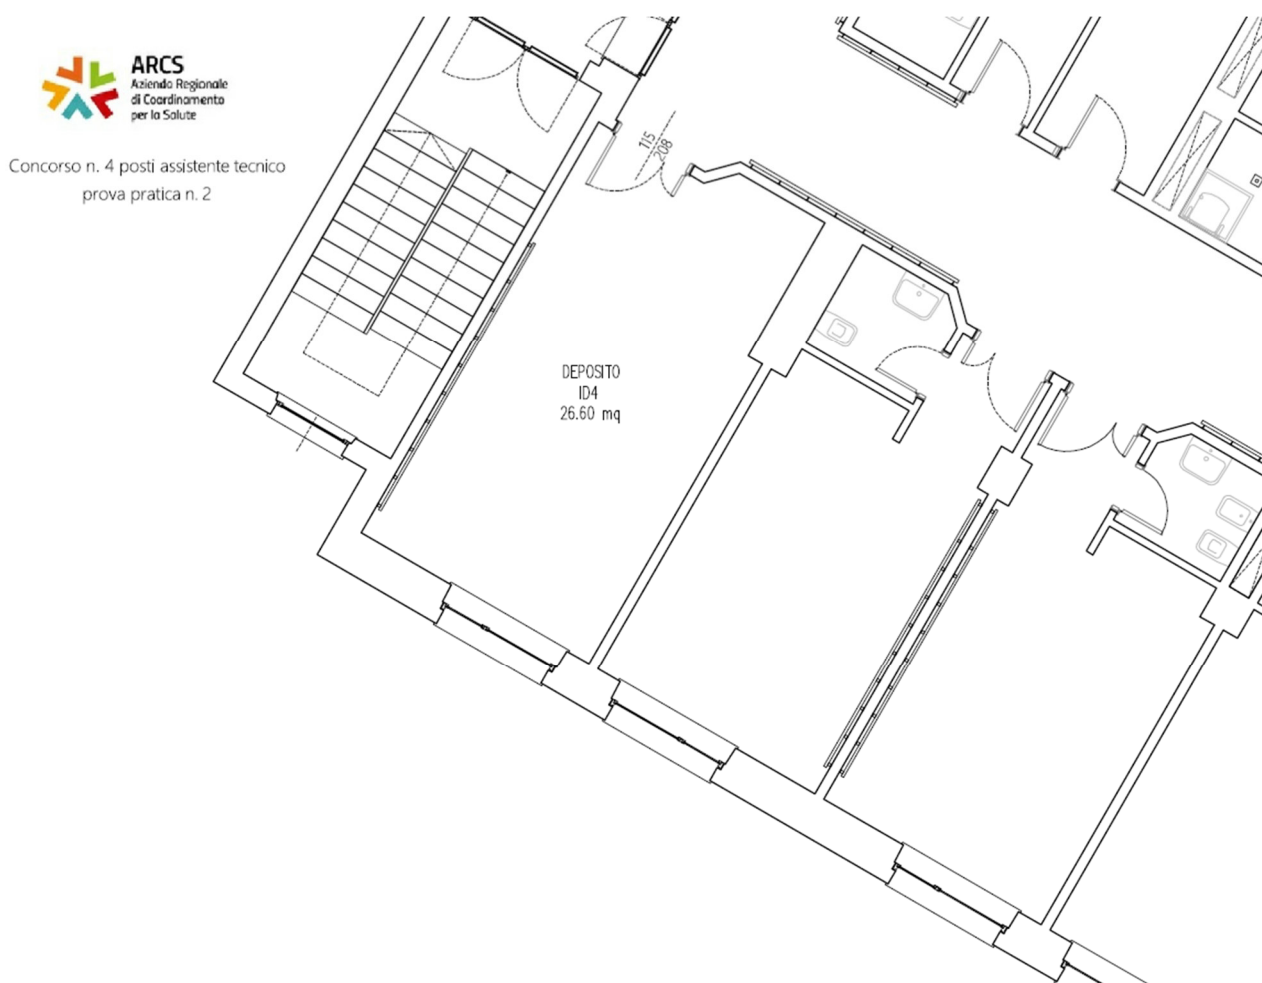 ARCS
Azienda Regionale
di Coordinamento
per la Salute
Concorso n. 4 posti assistente tecnico
prova pratica n. 2
115
208
DEPOSITO
ID4
26.60 mq